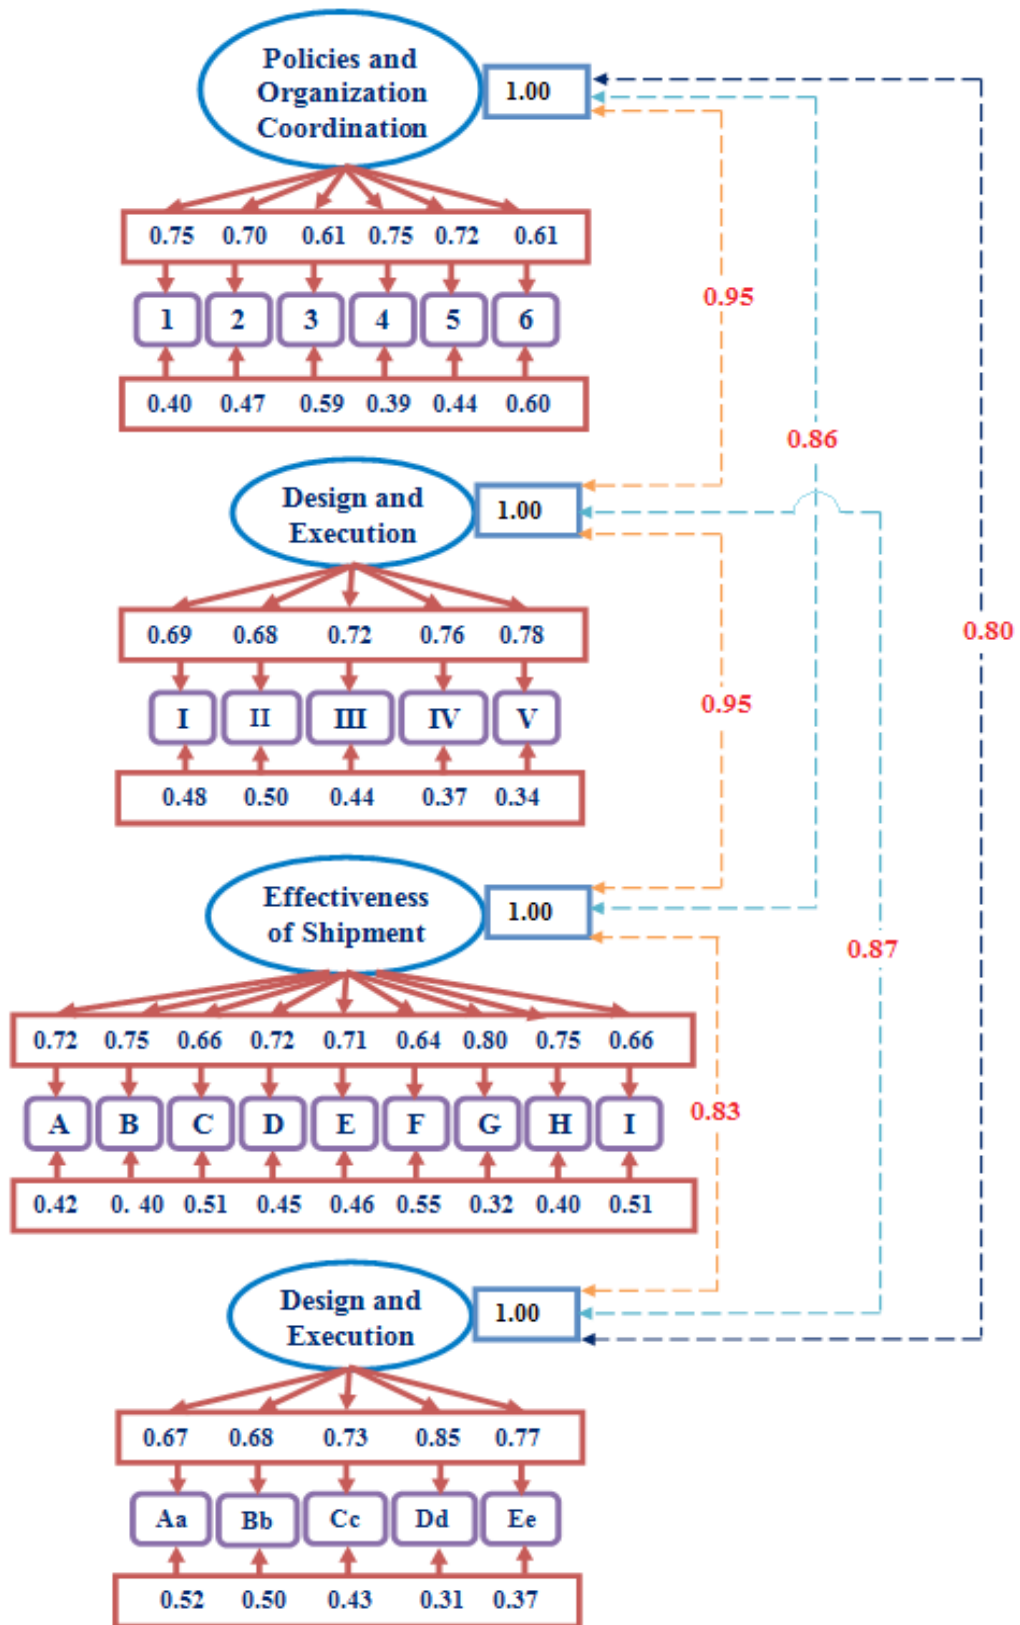 Policies and
Organization
Coordination
1.00
0.75 0.70 0.61 0.75 0.72 0.61
1 2 3 4 5 6
0.95
0.40 0.47 0.59 0.39 0.44 0.60
0.86
Design and
Execution
1.00
0.69 0.68 0.72 0.76 0.78
0.80
I II III IV V
0.95
0.48 0.50 0.44 0.37 0.34
Effectiveness
of Shipment
1.00
0.87
0.72 0.75 0.66 0.72 0.71 0.64 0.80 0.75 0.66
A B C D E F G H I
0.83
0.42 0. 40 0.51 0.45 0.46 0.55 0.32 0.40 0.51
Design and
Execution
1.00
0.67 0.68 0.73 0.85 0.77
Aa Bb Cc Dd Ee
0.52 0.50 0.43 0.31 0.37